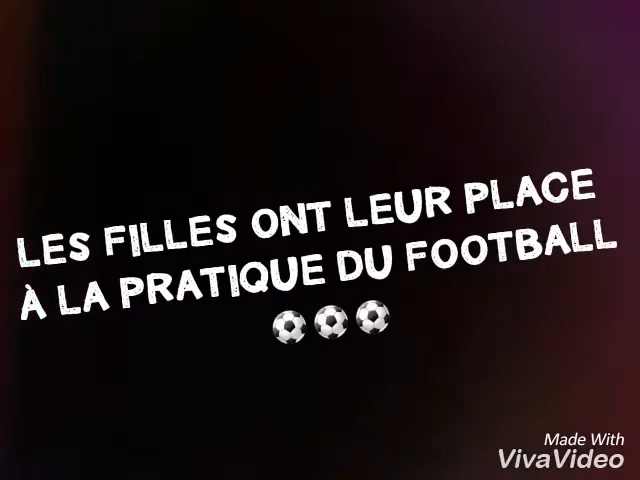 LES FILLES ONT LEUR PLACE
À LA PRATIQUE DU FOOTBALL
⚽⚽⚽
Made With
VivaVideo